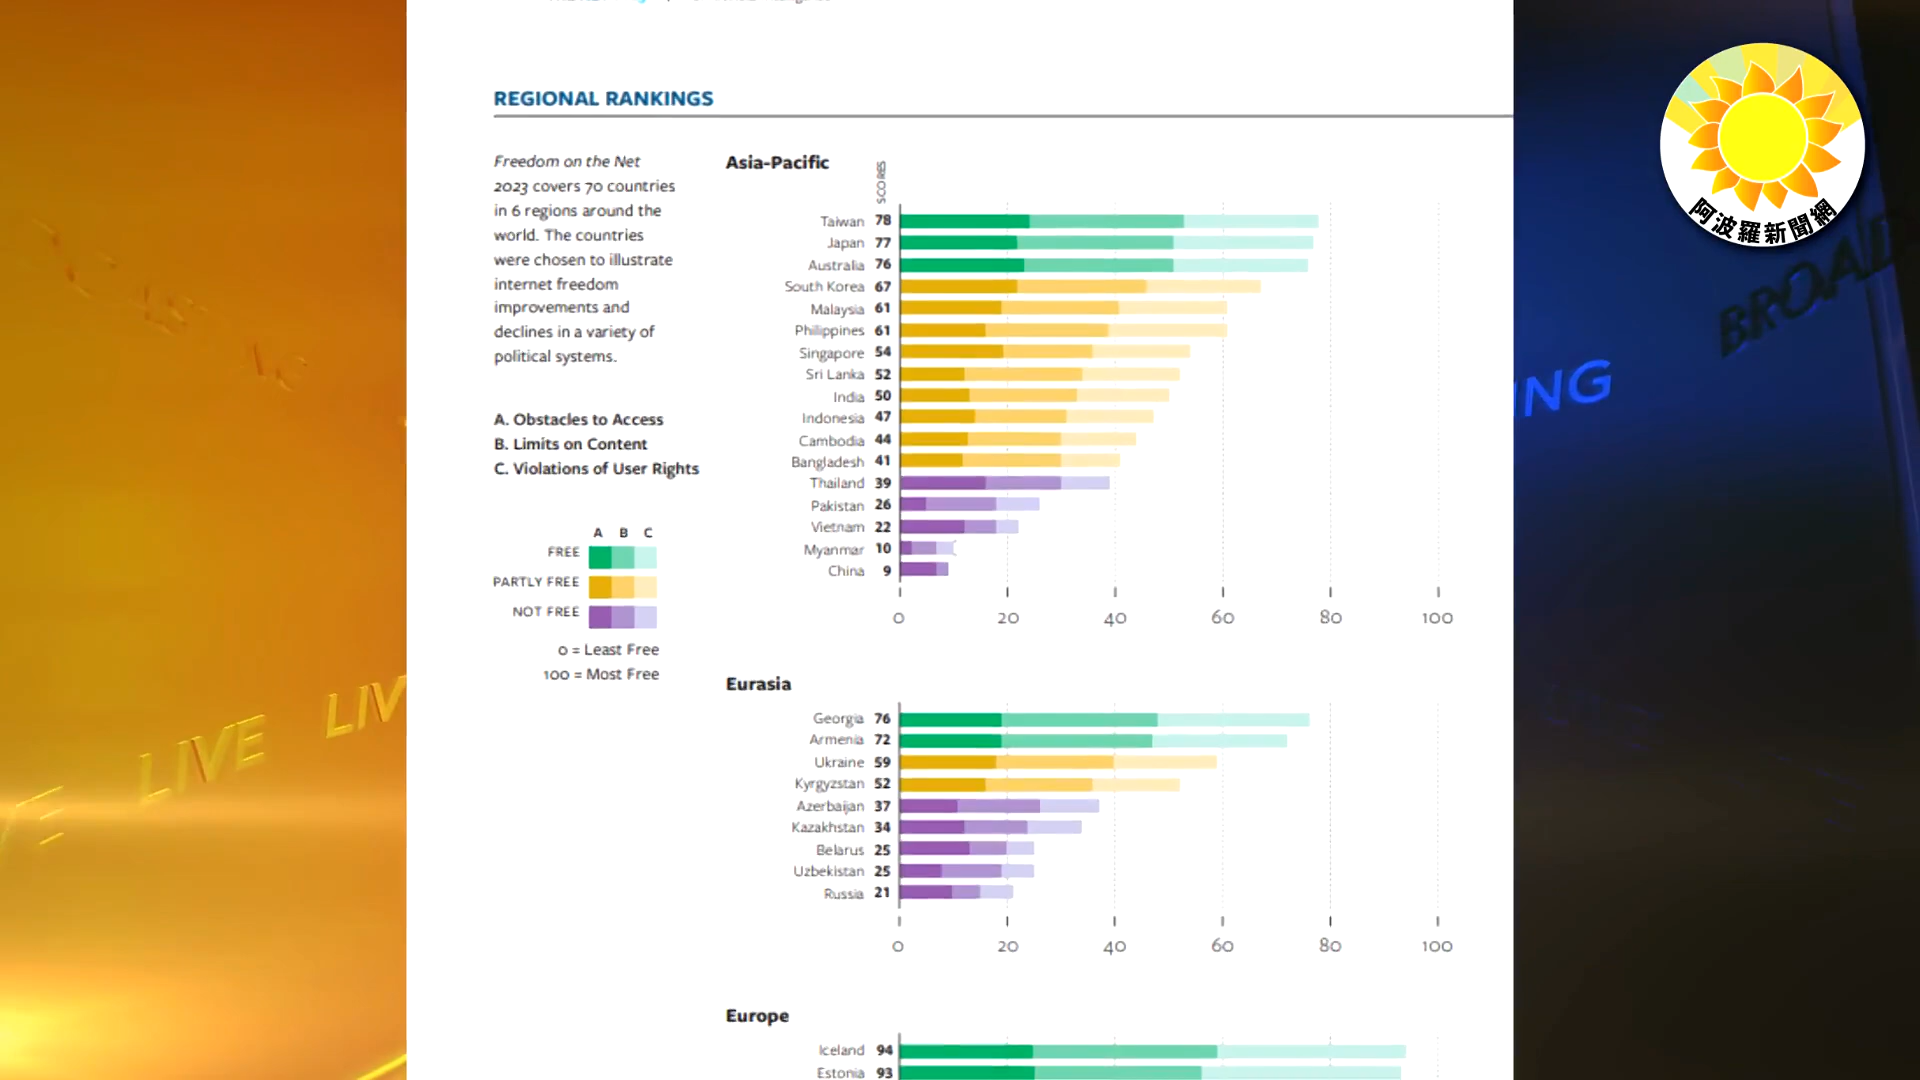 REGIONAL RANKINGS
Freedom on the Net
2023 covers 70 countries
in 6 regions around the
world. The countries
were chosen to illustrate
internet freedom
improvements and
declines in a variety of
political systems.
A. Obstacles to Access
B. Limits on Content
C. Violations of User Rights
A B C
FREE
PARTLY FREE
NOT FREE
0 = Least Free
100 = Most Free
Asia-Pacific
SCORES
Taiwan 78
Japan 77
Australia 76
South Korea 67
Malaysia 61
Philippines 61
Singapore 54
Sri Lanka 52
India 50
Indonesia 47
Cambodia 44
Bangladesh 41
Thailand 39
Pakistan 26
Vietnam 22
Myanmar 10
China 9
0 20 40 60 80 100
Eurasia
Georgia 76
Armenia 72
Ukraine 59
Kyrgyzstan 52
Azerbaijan 37
Kazakhstan 34
Belarus 25
Uzbekistan 25
Russia 21
0 20 40 60 80 100
Europe
Iceland 94
Estonia 93
阿波羅新聞網
BROAD
ING
LIVE LIV